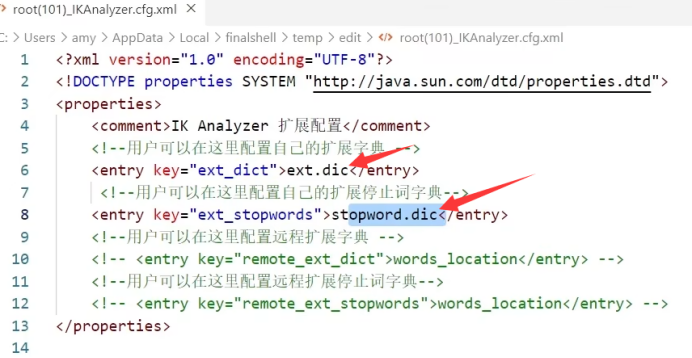 root(101)_IKAnalyzer.cfg.xml
C: > Users > amy > AppData > Local > finalshell > temp > edit > root(101)_IKAnalyzer.cfg.xml
1 <?xml version="1.0" encoding="UTF-8"?>
2 <!DOCTYPE properties SYSTEM "http://java.sun.com/dtd/properties.dtd">
3 <properties>
4 <comment>IK Analyzer 扩展配置</comment>
5 <!--用户可以在这里配置自己的扩展字典 -->
6 <entry key="ext_dict">ext.dic</entry>
7 <!--用户可以在这里配置自己的扩展停止词字典-->
8 <entry key="ext_stopwords">stopword.dic</entry>
9 <!--用户可以在这里配置远程扩展字典 -->
10 <!-- <entry key="remote_ext_dict">words_location</entry> -->
11 <!--用户可以在这里配置远程扩展停止词字典-->
12 <!-- <entry key="remote_ext_stopwords">words_location</entry> -->
13 </properties>
14